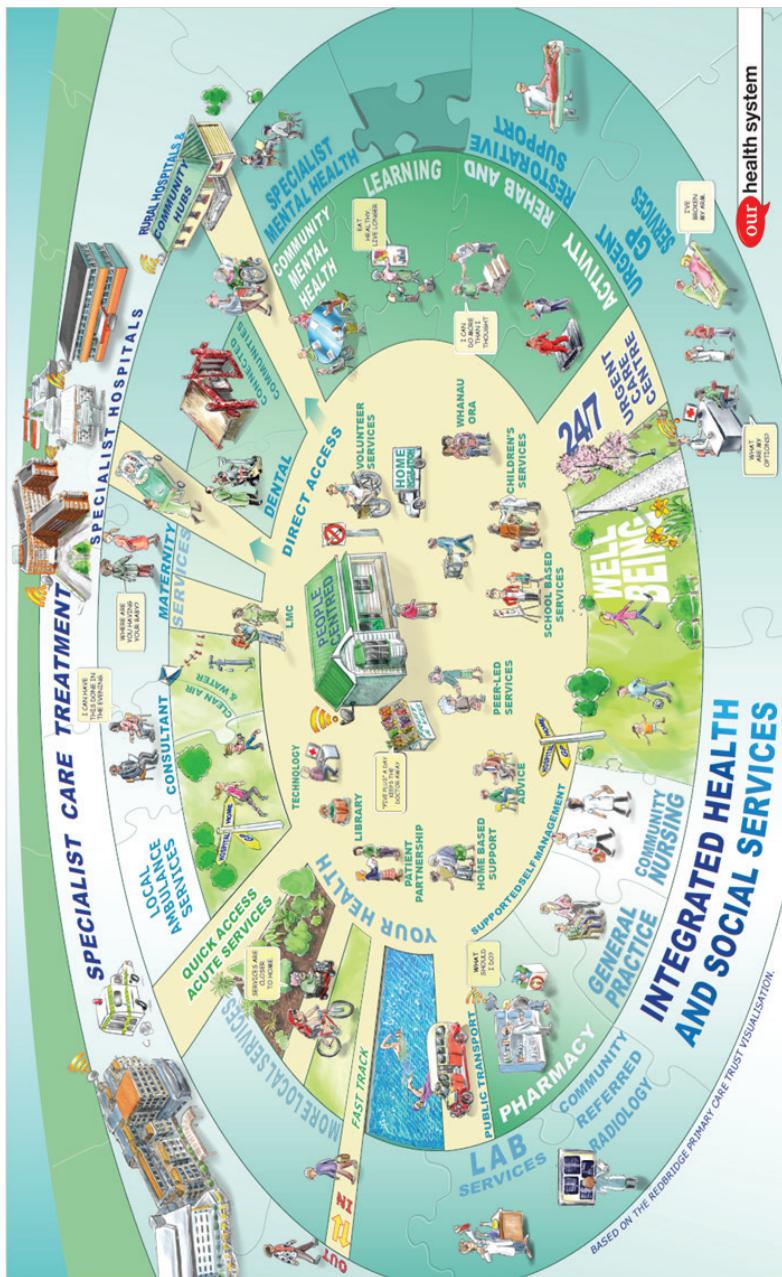 SPECIALIST CARE TREATMENT
SPECIALIST HOSPITALS
RURAL HOSPITALS &
COMMUNITY
HUBS
LOCAL
AMBULANCE
SERVICES
CONSULTANT
I CAN HAVE
THIS DONE IN
THE EVENING
MATERNITY
SERVICES
WHERE ARE
YOU HAVING
YOUR BABY?
CLEAN AIR
& WATER
HOSPITAL
HOME
GP
DENTAL
CONNECTED
COMMUNITIES
DIRECT ACCESS
SPECIALIST
MENTAL HEALTH
COMMUNITY
MENTAL
HEALTH
LEARNING
EAT
HEALTHY,
LIVE LONGER
REHAB AND
RESTORATIVE
SUPPORT
I CAN
DO MORE
THAN I
THOUGHT
ACTIVITY
URGENT
GP
SERVICES
I'VE
BROKEN
MY ARM.
24/7
URGENT
CARE
CENTRE
WHAT
ARE MY
OPTIONS?
WELL
BEING
QUICK ACCESS
ACUTE SERVICES
SERVICES ARE
CLOSER
TO HOME
MORE LOCAL SERVICES
FAST TRACK
OUT
IN
YOUR HEALTH
TECHNOLOGY
LIBRARY
PATIENT
PARTNERSHIP
HOME BASED
SUPPORT
"FIVE PLUS" A DAY
KEEPS THE
DOCTOR AWAY
LMC
PEOPLE
CENTRED
VOLUNTEER
SERVICES
HOME
INSULATION
WHANAU
ORA
CHILDREN'S
SERVICES
SCHOOL BASED
SERVICES
PEER-LED
SERVICES
ADVICE
HOSPITAL
HOME
GP
SUPPORTED SELF MANAGEMENT
PUBLIC TRANSPORT
WHAT
SHOULD
I DO?
PHARMACY
GENERAL
PRACTICE
COMMUNITY
NURSING
LAB
SERVICES
COMMUNITY
REFERRED
RADIOLOGY
INTEGRATED HEALTH
AND SOCIAL SERVICES
BASED ON THE REDBRIDGE PRIMARY CARE TRUST VISUALISATION.
our health system